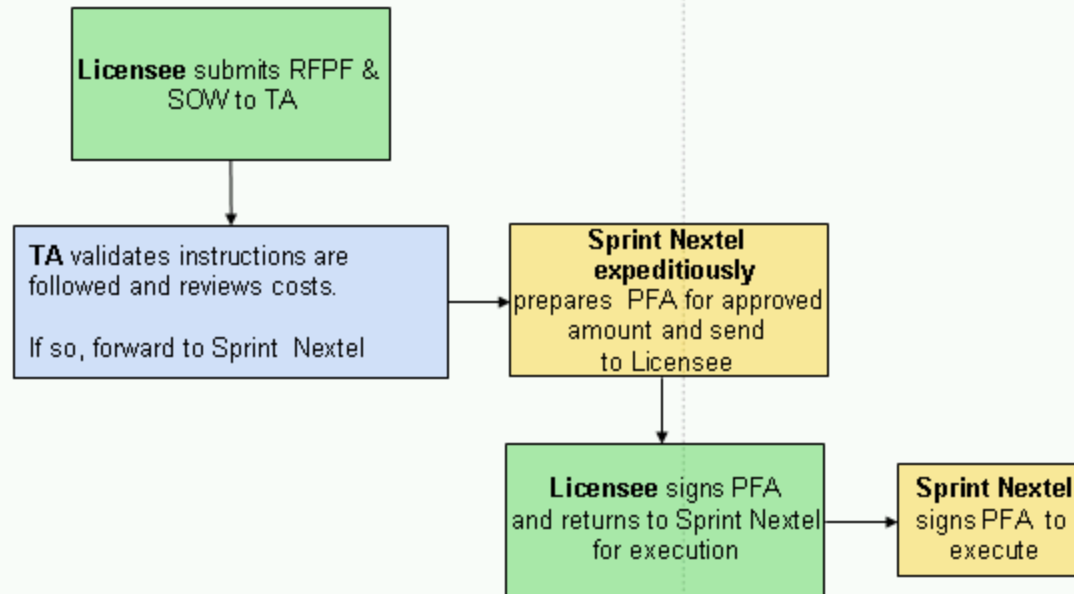 Licensee submits RFPF &
SOW to TA
TA validates instructions are
followed and reviews costs.
If so, forward to Sprint Nextel
Sprint Nextel
expeditiously
prepares PFA for approved
amount and send
to Licensee
Licensee signs PFA
and returns to Sprint Nextel
for execution
Sprint Nextel
signs PFA to
execute